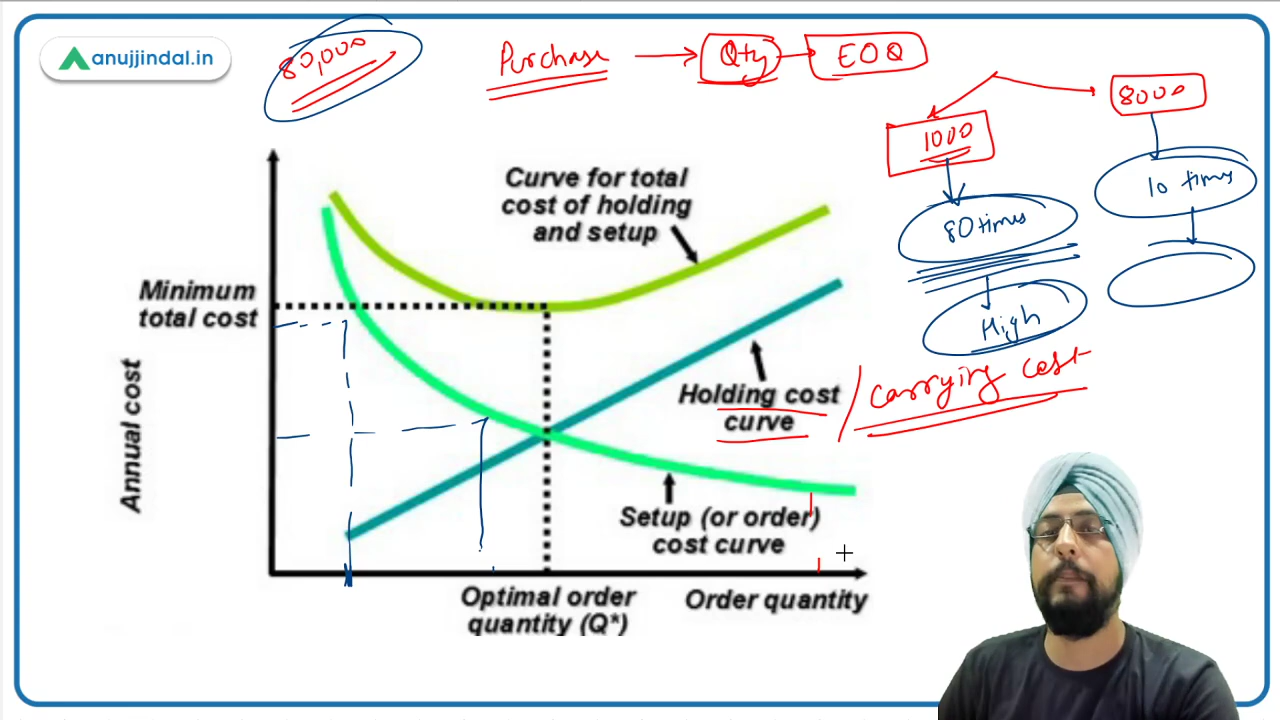 anujjindal.in
80,000
Purchase
Qty
EOQ
1000
8000
80 times
10 times
High
Curve for total
cost of holding
and setup
Minimum
total cost
Annual cost
Holding cost
curve
/ Carrying cost
Setup (or order)
cost curve
Optimal order
quantity (Q*)
Order quantity